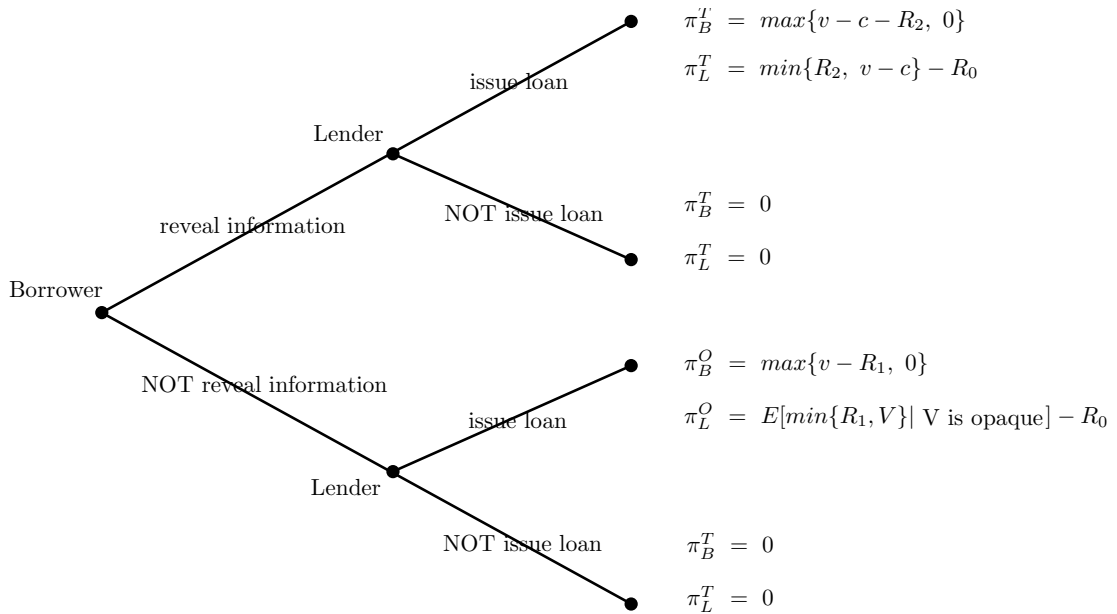 π_B^T = max{v − c − R_2, 0}
π_L^T = min{R_2, v − c} − R_0
issue loan
Lender
NOT issue loan
π_B^T = 0
reveal information
π_L^T = 0
Borrower
π_B^O = max{v − R_1, 0}
NOT reveal information
π_L^O = E[min{R_1, V}| V is opaque] − R_0
issue loan
Lender
NOT issue loan
π_B^T = 0
π_L^T = 0